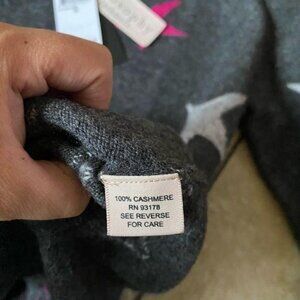 100% CASHMERE
RN 93178
SEE REVERSE
FOR CARE